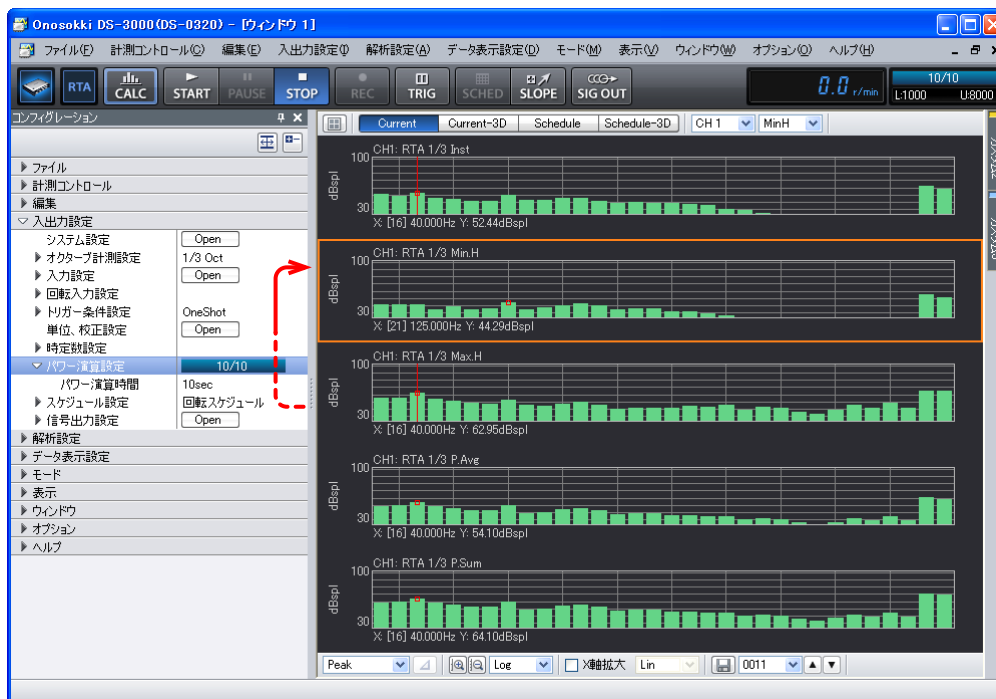 Onosokki DS-3000(DS-0320) - [ウィンドウ 1]
ファイル(F) 計測コントロール(C) 編集(E) 入出力設定(I) 解析設定(A) データ表示設定(D) モード(M) 表示(V) ウィンドウ(W) オプション(O) ヘルプ(H)
RTA CALC START PAUSE STOP REC TRIG SCHED SLOPE SIG OUT 0.0 r/min 10/10
L:1000 U:8000
コンフィグレーション
Current Current-3D Schedule Schedule-3D CH 1 MinH
ファイル
計測コントロール
編集
入出力設定
システム設定 Open
オクターブ計測設定 1/3 Oct
入力設定 Open
回転入力設定
トリガー条件設定 OneShot
単位、校正設定 Open
時定数設定
パワー演算設定 10/10
パワー演算時間 10sec
スケジュール設定 回転スケジュール
信号出力設定 Open
解析設定
データ表示設定
モード
表示
ウィンドウ
オプション
ヘルプ
CH1: RTA 1/3 Inst
100
dBspl
30
X: [16] 40.000Hz Y: 52.44dBspl
CH1: RTA 1/3 Min.H
100
dBspl
30
X: [21] 125.000Hz Y: 44.29dBspl
CH1: RTA 1/3 Max.H
100
dBspl
30
X: [16] 40.000Hz Y: 62.95dBspl
CH1: RTA 1/3 P.Avg
100
dBspl
30
X: [16] 40.000Hz Y: 54.10dBspl
CH1: RTA 1/3 P.Sum
100
dBspl
30
X: [16] 40.000Hz Y: 64.10dBspl
Peak Log X軸拡大 Lin 0011